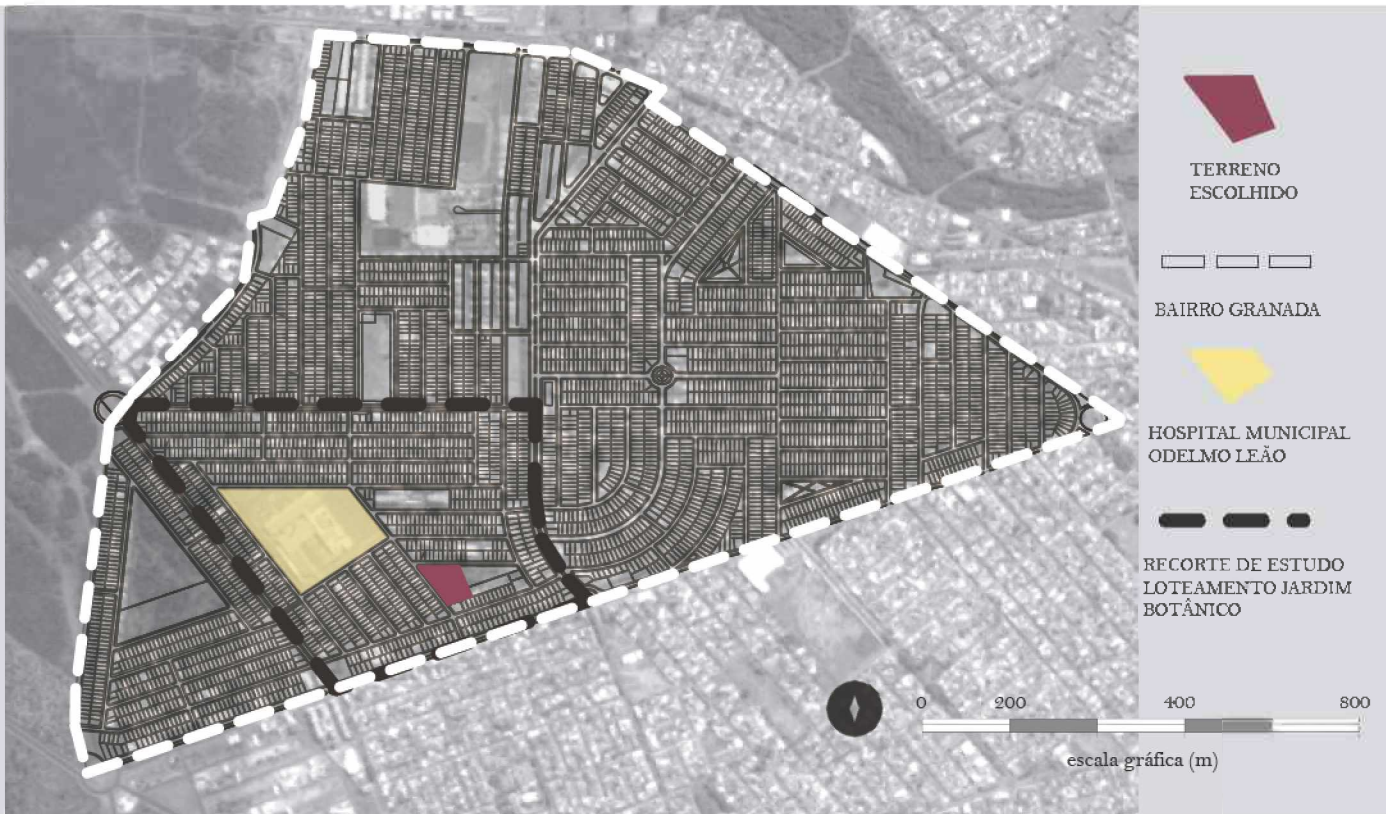 TERRENO
ESCOLHIDO
BAIRRO GRANADA
HOSPITAL MUNICIPAL
ODELMO LEÃO
RECORTE DE ESTUDO
LOTEAMENTO JARDIM
BOTÂNICO
0 200 400 800
escala gráfica (m)